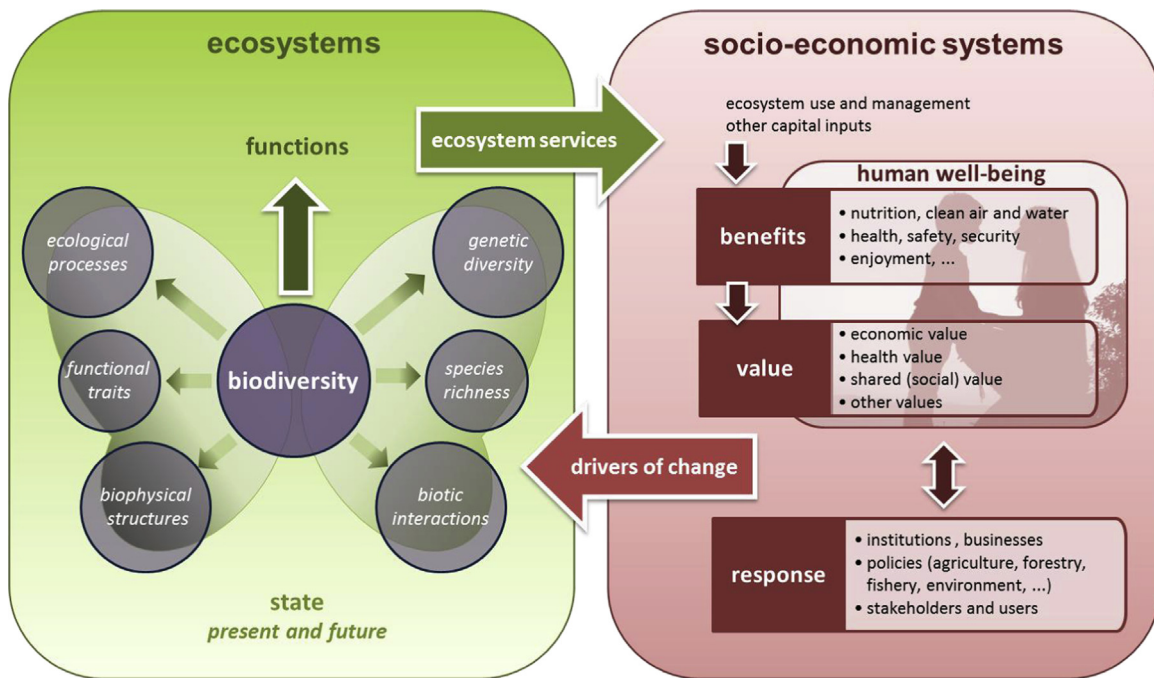 ecosystems
functions
ecosystem services
ecological
processes
genetic
diversity
functional
traits
biodiversity
species
richness
biophysical
structures
biotic
interactions
state
present and future
drivers of change
socio-economic systems
ecosystem use and management
other capital inputs
human well-being
benefits
• nutrition, clean air and water
• health, safety, security
• enjoyment, ...
value
• economic value
• health value
• shared (social) value
• other values
response
• institutions , businesses
• policies (agriculture, forestry,
fishery, environment, ...)
• stakeholders and users